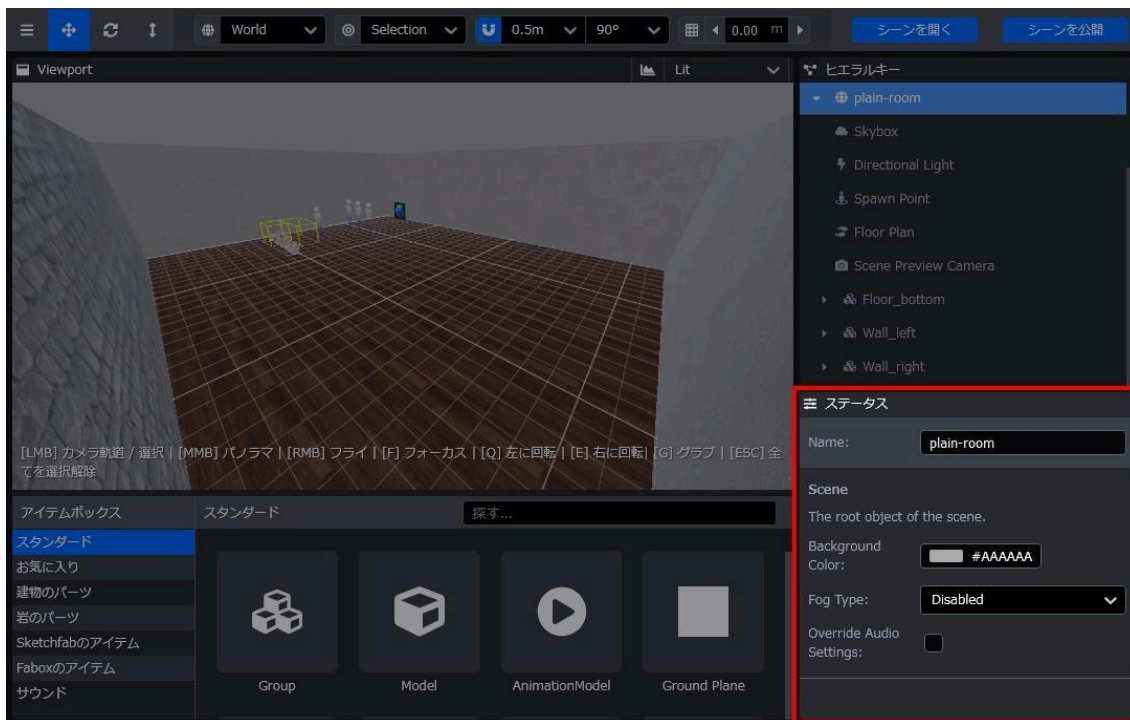 World
Selection
0.5m
90°
0.00 m
シーンを開く
シーンを公開
Viewport
Lit
[LMB] カメラ軌道 / 選択 | [MMB] パノラマ | [RMB] フライ | [F] フォーカス | [Q] 左に回転 | [E] 右に回転| [G] グラブ | [ESC] 全
てを選択解除
ヒエラルキー
plain-room
Skybox
Directional Light
Spawn Point
Floor Plan
Scene Preview Camera
Floor_bottom
Wall_left
Wall_right
ステータス
Name:
plain-room
Scene
The root object of the scene.
Background
Color:
#AAAAAA
Fog Type:
Disabled
Override Audio
Settings:
アイテムボックス
スタンダード
お気に入り
建物のパーツ
岩のパーツ
Sketchfabのアイテム
Faboxのアイテム
サウンド
スタンダード
探す...
Group
Model
AnimationModel
Ground Plane